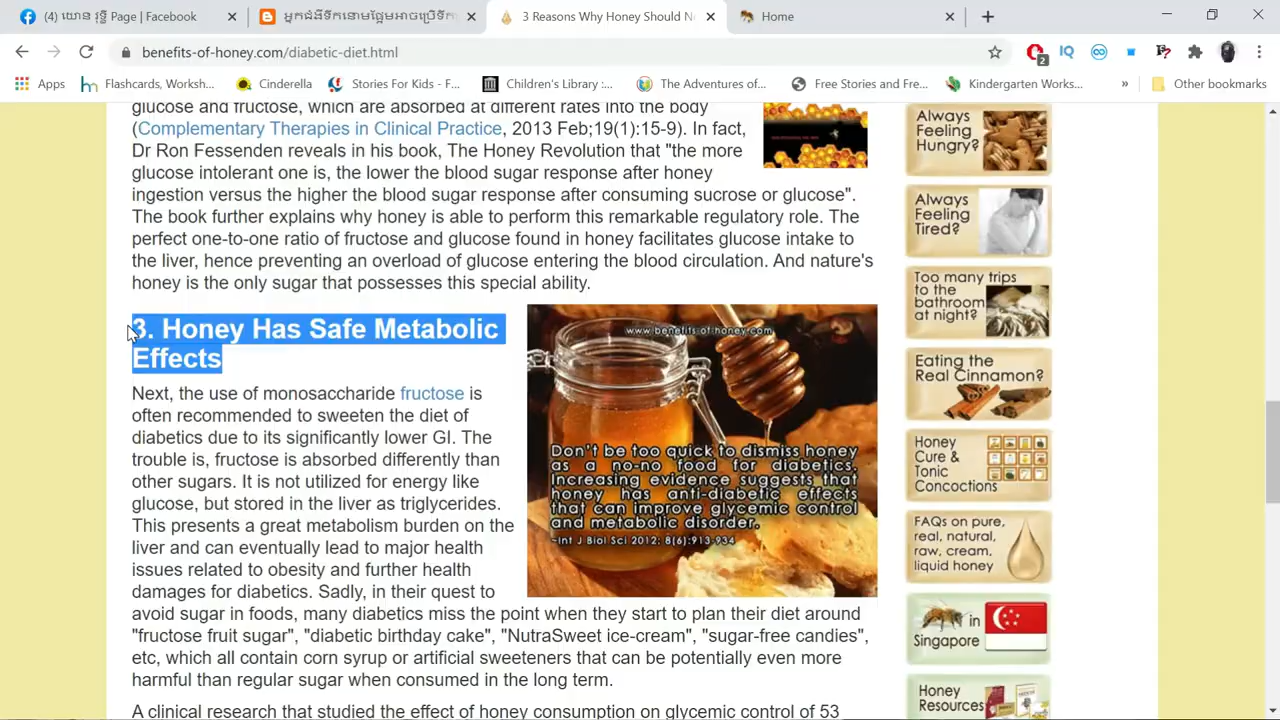 (4) យោន រឌ្ធី Page | Facebook
3 Reasons Why Honey Should N
Home
benefits-of-honey.com/diabetic-diet.html
2
Apps
Flashcards, Worksh...
Cinderella
Stories For Kids - F...
Children's Library :...
The Adventures of...
Free Stories and Fre...
Kindergarten Works...
»
Other bookmarks
glucose and fructose, which are absorbed at different rates into the body
(Complementary Therapies in Clinical Practice, 2013 Feb;19(1):15-9). In fact,
Dr Ron Fessenden reveals in his book, The Honey Revolution that "the more
glucose intolerant one is, the lower the blood sugar response after honey
ingestion versus the higher the blood sugar response after consuming sucrose or glucose".
The book further explains why honey is able to perform this remarkable regulatory role. The
perfect one-to-one ratio of fructose and glucose found in honey facilitates glucose intake to
the liver, hence preventing an overload of glucose entering the blood circulation. And nature's
honey is the only sugar that possesses this special ability.
3. Honey Has Safe Metabolic
Effects
Next, the use of monosaccharide fructose is
often recommended to sweeten the diet of
diabetics due to its significantly lower GI. The
trouble is, fructose is absorbed differently than
other sugars. It is not utilized for energy like
glucose, but stored in the liver as triglycerides.
This presents a great metabolism burden on the
liver and can eventually lead to major health
issues related to obesity and further health
damages for diabetics. Sadly, in their quest to
avoid sugar in foods, many diabetics miss the point when they start to plan their diet around
"fructose fruit sugar", "diabetic birthday cake", "NutraSweet ice-cream", "sugar-free candies",
etc, which all contain corn syrup or artificial sweeteners that can be potentially even more
harmful than regular sugar when consumed in the long term.
A clinical research that studied the effect of honey consumption on glycemic control of 53
www.benefits-of-honey.com
Don't be too quick to dismiss honey
as a no-no food for diabetics.
Increasing evidence suggests that
honey has anti-diabetic effects
that can improve glycemic control
and metabolic disorder.
~Int J Biol Sci 2012; 8(6):913-934
Always
Feeling
Hungry?
Always
Feeling
Tired?
Too many trips
to the
bathroom
at night?
Eating the
Real Cinnamon?
Honey
Cure &
Tonic
Concoctions
FAQs on pure,
real, natural,
raw, cream,
liquid honey
in
Singapore
Honey
Resources